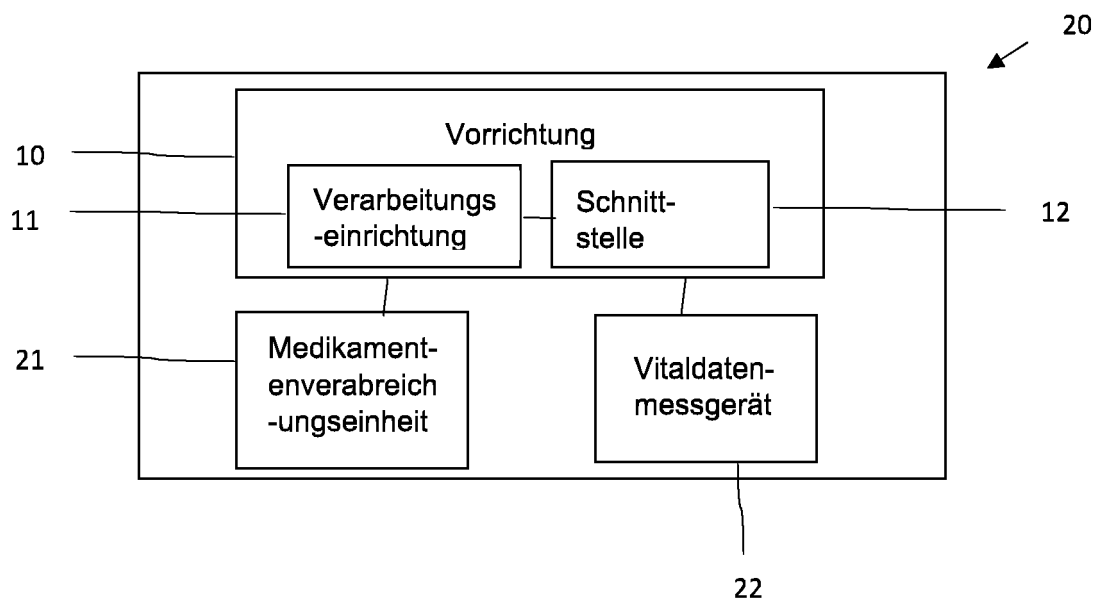 20
Vorrichtung
10
Verarbeitungs
-einrichtung
11
Schnitt-
stelle
12
Medikament-
enverabreich
-ungseinheit
21
Vitaldaten-
messgerät
22